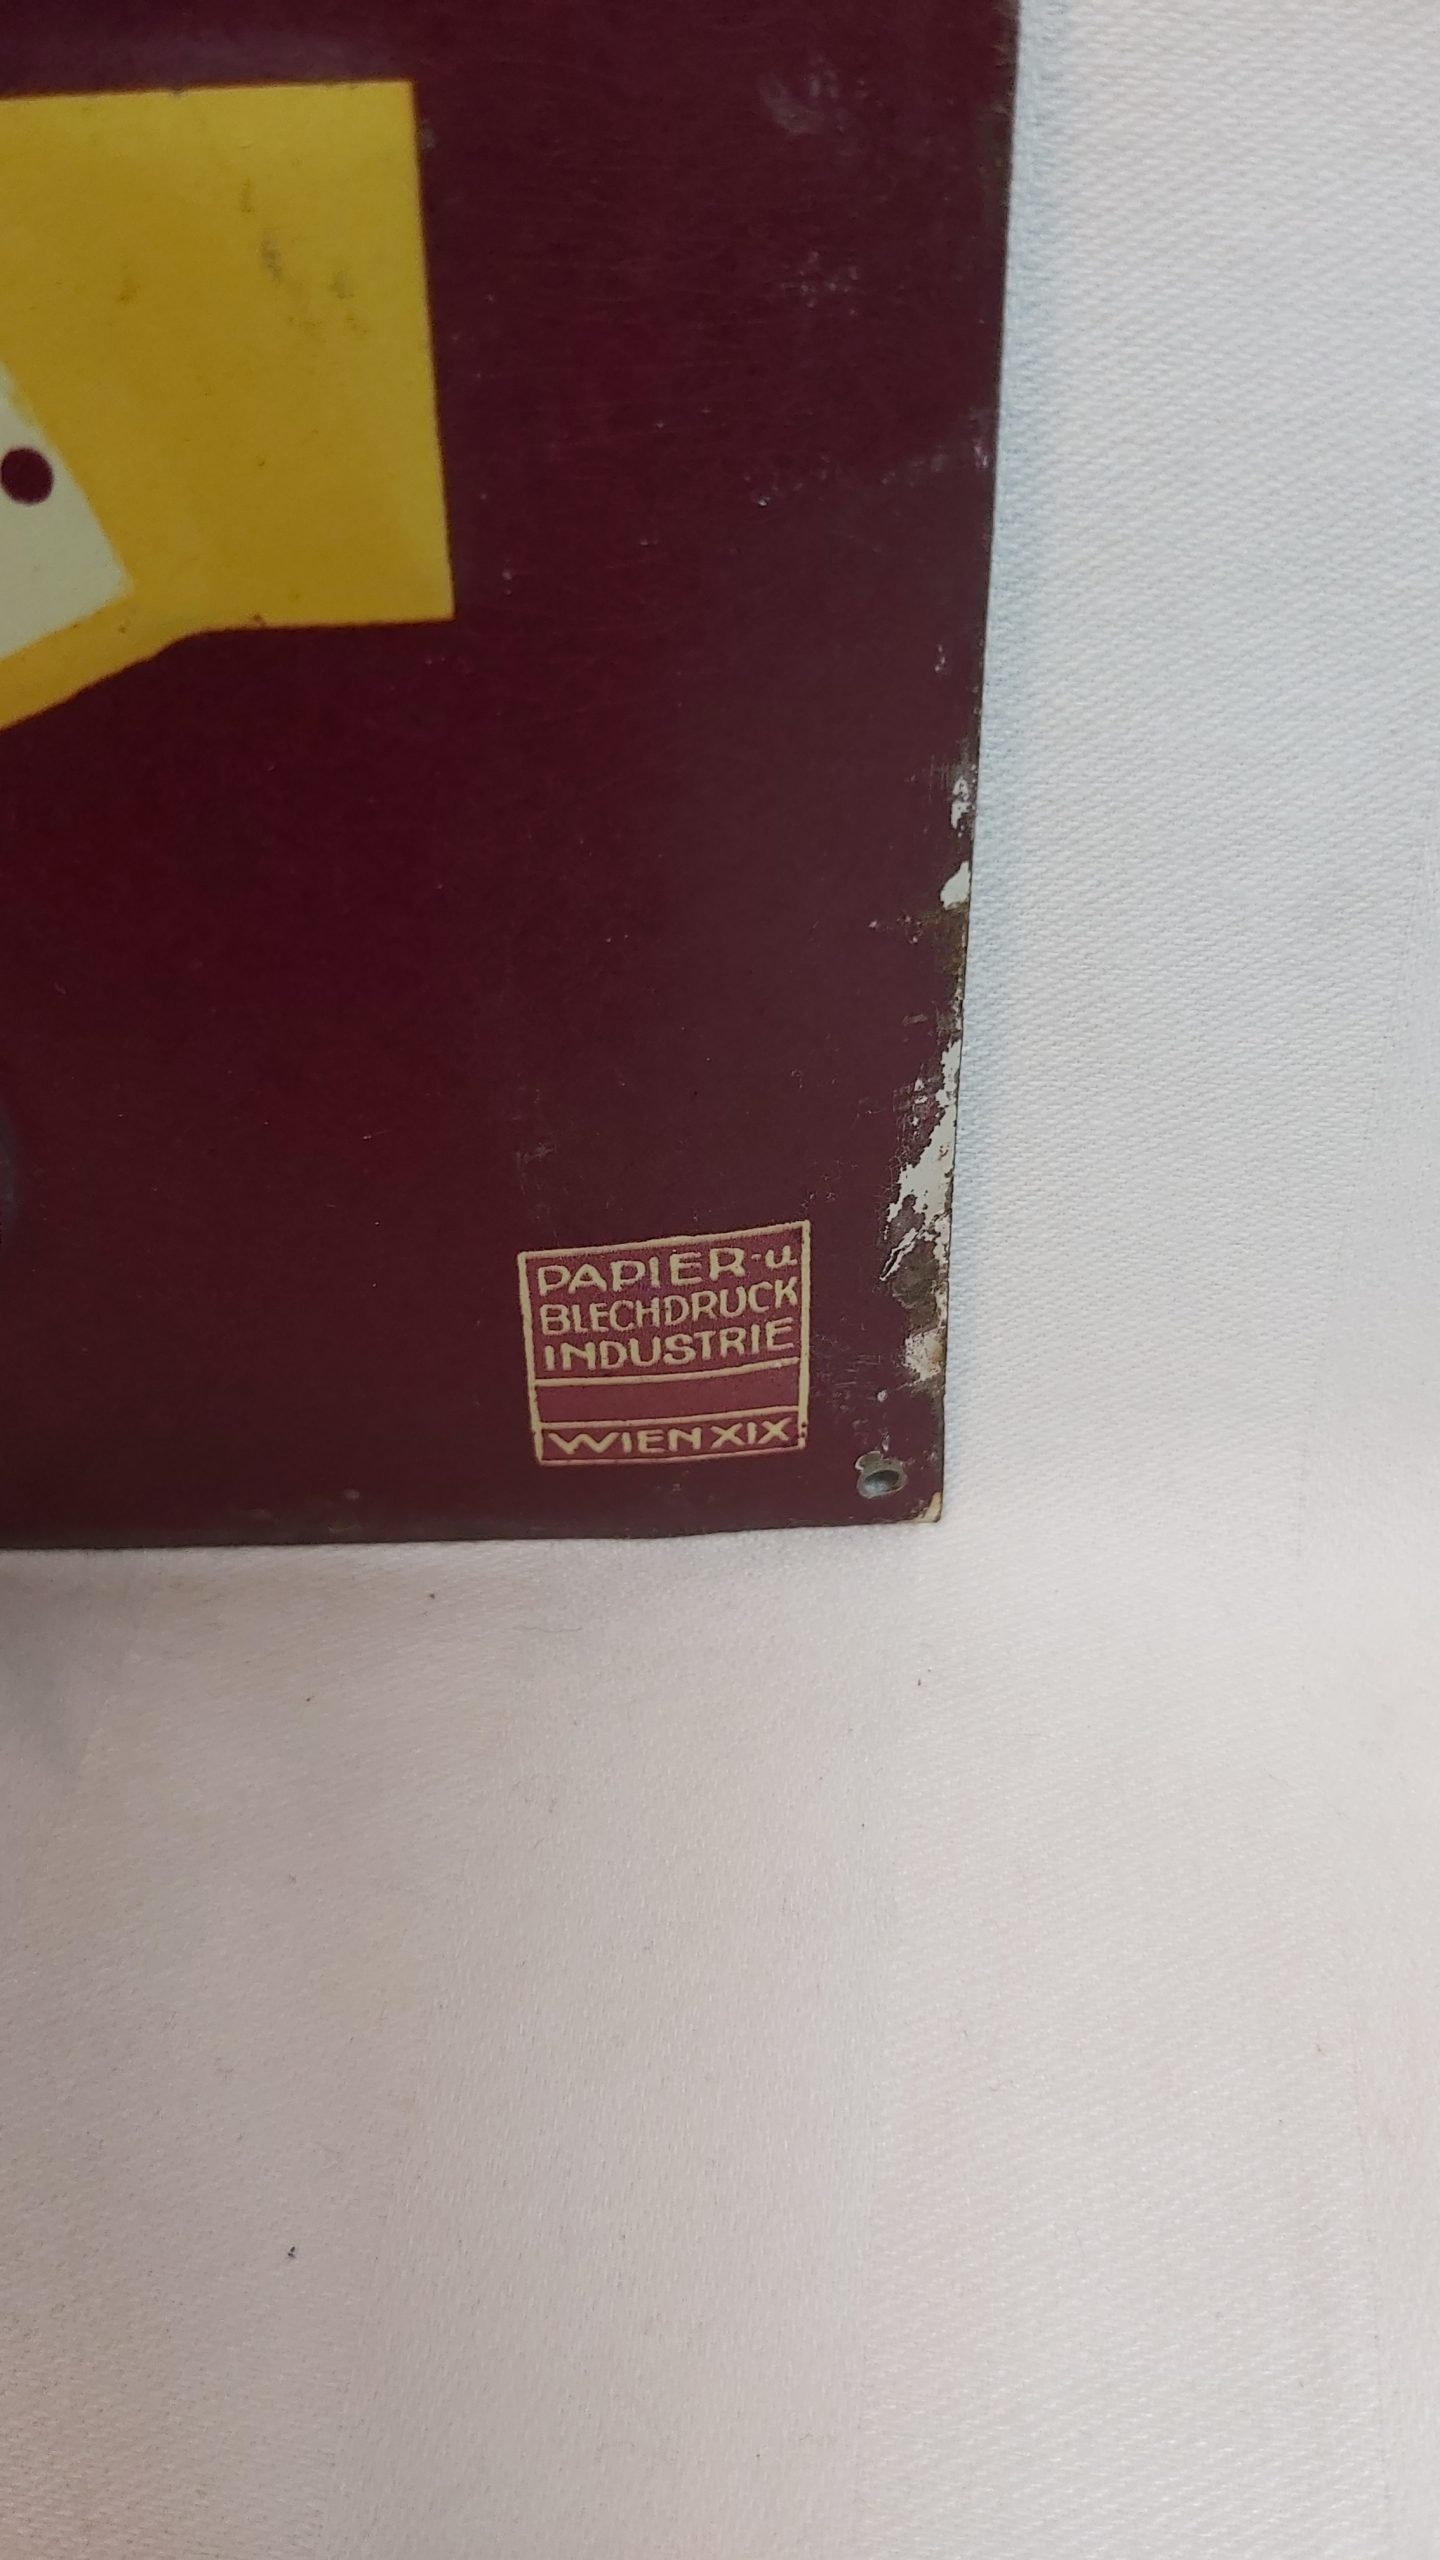 PAPIER-u
BLECHDRUCK
INDUSTRIE
WIEN XIX